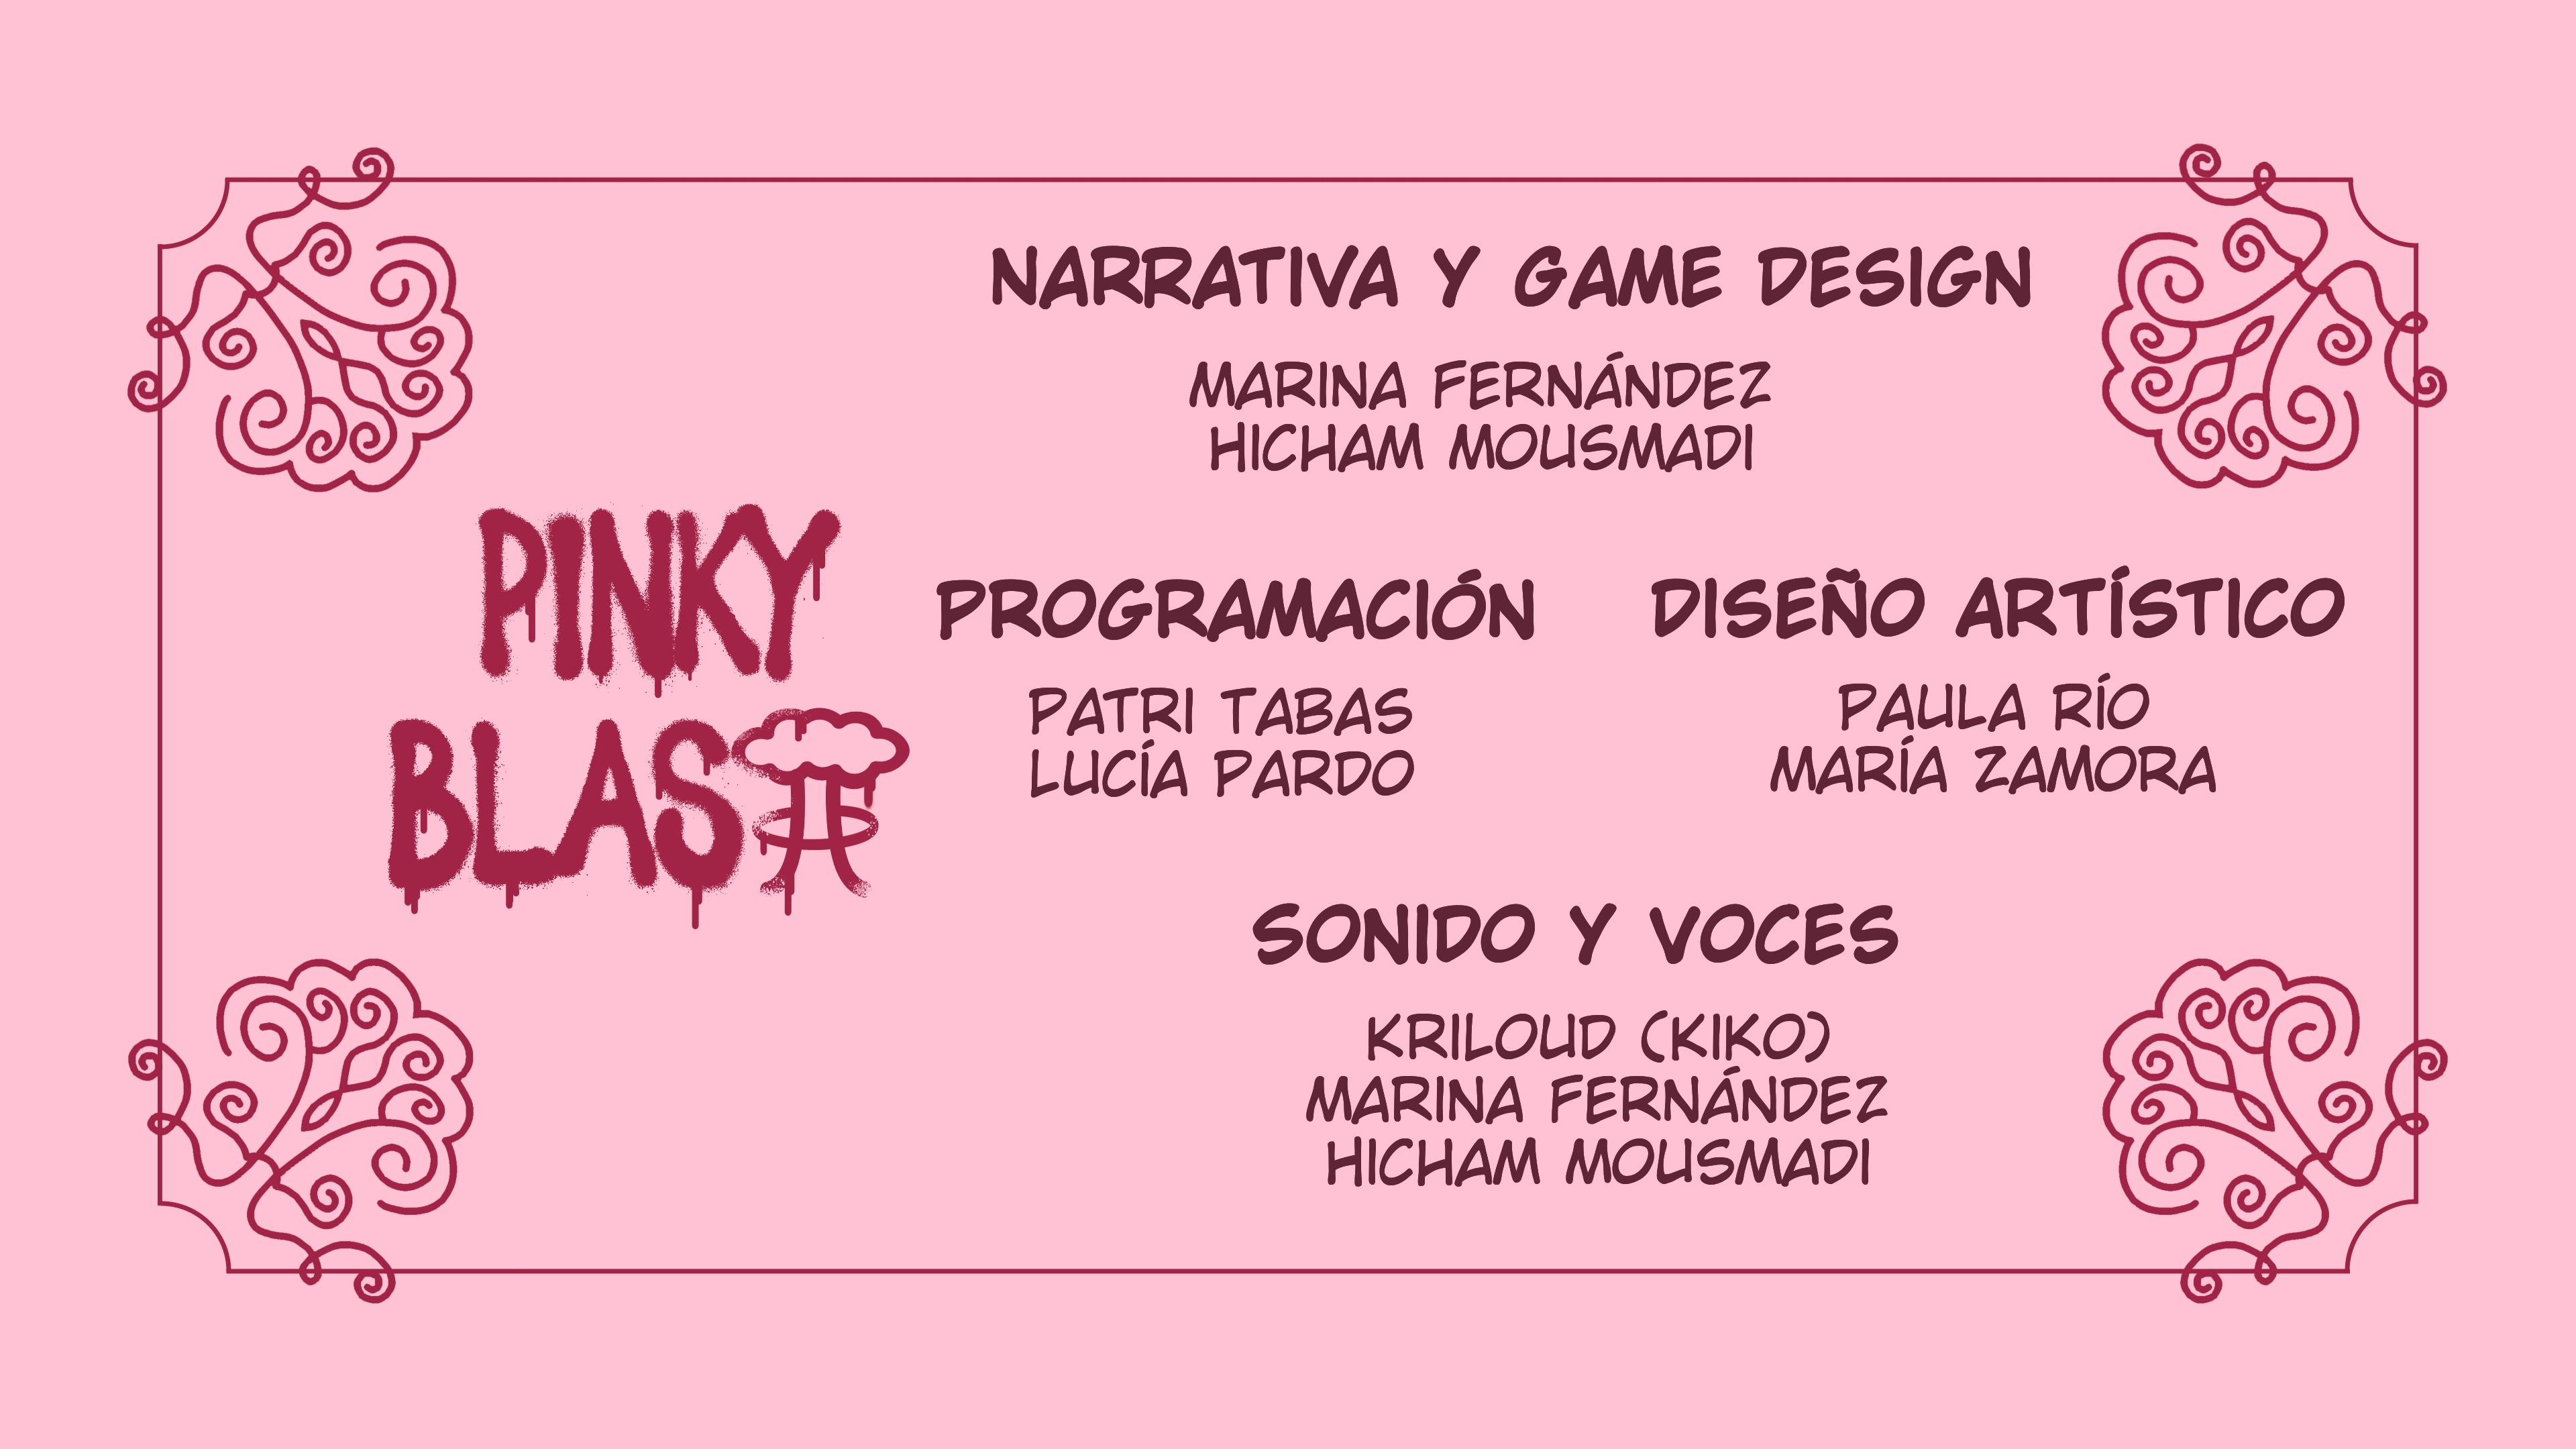 PINKY
BLAST
NARRATIVA Y GAME DESIGN
MARINA FERNÁNDEZ
HICHAM MOUSMADI
PROGRAMACIÓN
PATRI TABAS
LUCÍA PARDO
DISEÑO ARTÍSTICO
PAULA RÍO
MARÍA ZAMORA
SONIDO Y VOCES
KRILOUD (KIKO)
MARINA FERNÁNDEZ
HICHAM MOUSMADI